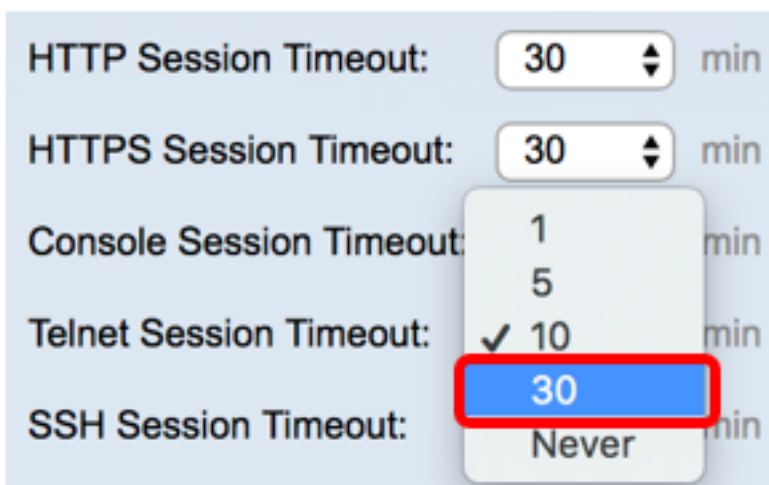 HTTP Session Timeout: 30 min
HTTPS Session Timeout: 30 min
Console Session Timeout: 1 min
5
Telnet Session Timeout: ✓ 10 min
30
SSH Session Timeout: Never min